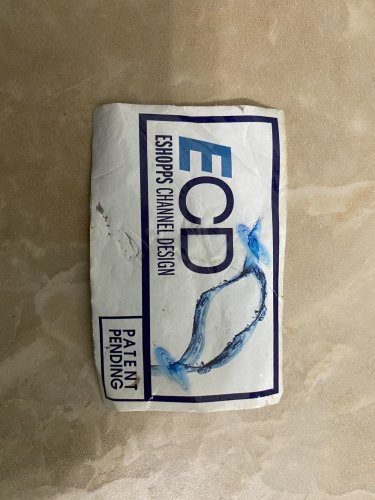 ECD
ESHOPPS CHANNEL DESIGN
PATENT
PENDING